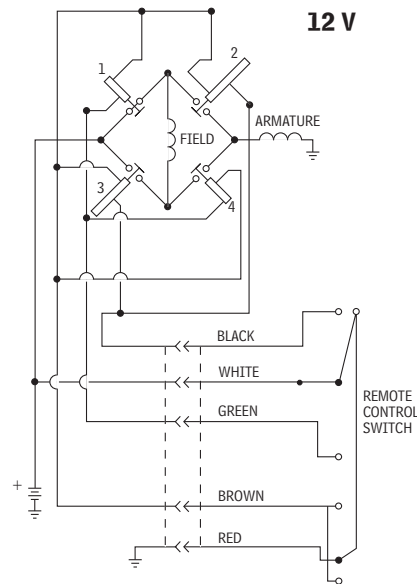 12 V
1
2
ARMATURE
FIELD
3
4
BLACK
WHITE
GREEN
REMOTE
CONTROL
SWITCH
+
BROWN
RED